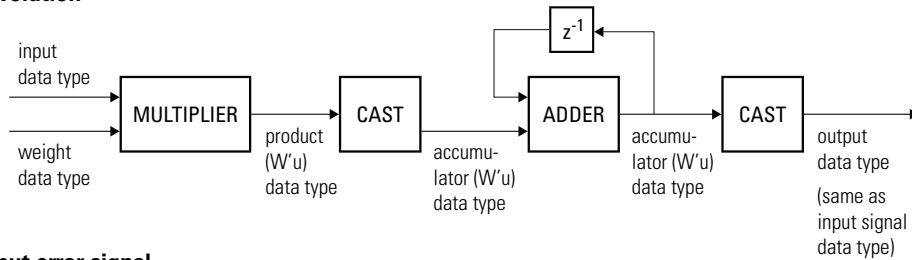 z-1
input
data type
MULTIPLIER
CAST
ADDER
CAST
weight
data type
product
(W'u)
data type
accumu-
lator (W'u)
data type
accumu-
lator (W'u)
data type
output
data type
(same as
input signal
data type)